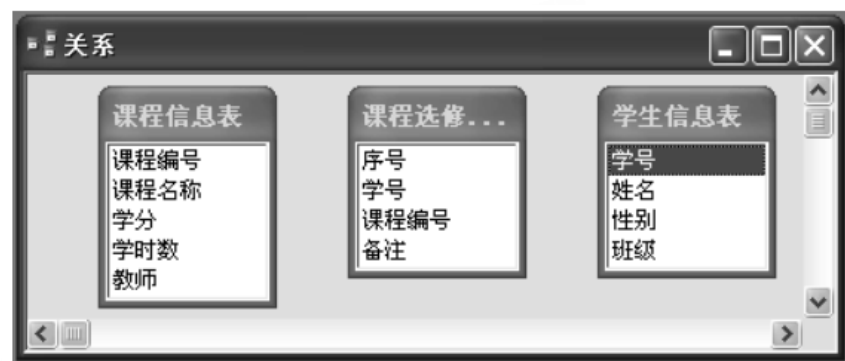 关系
课程信息表
课程编号
课程名称
学分
学时数
教师
课程选修...
序号
学号
课程编号
备注
学生信息表
学号
姓名
性别
班级